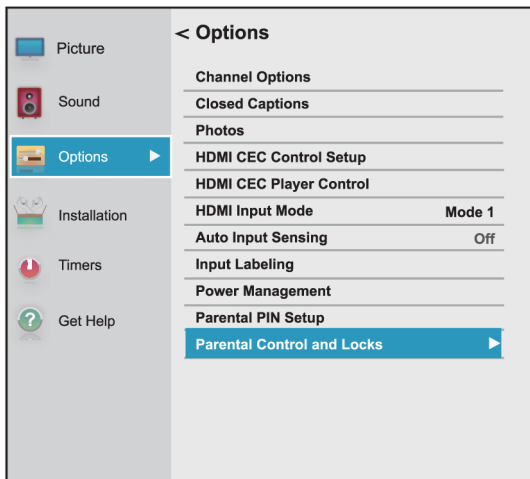 Picture
Sound
Options
Installation
Timers
Get Help
< Options
Channel Options
Closed Captions
Photos
HDMI CEC Control Setup
HDMI CEC Player Control
HDMI Input Mode Mode 1
Auto Input Sensing Off
Input Labeling
Power Management
Parental PIN Setup
Parental Control and Locks